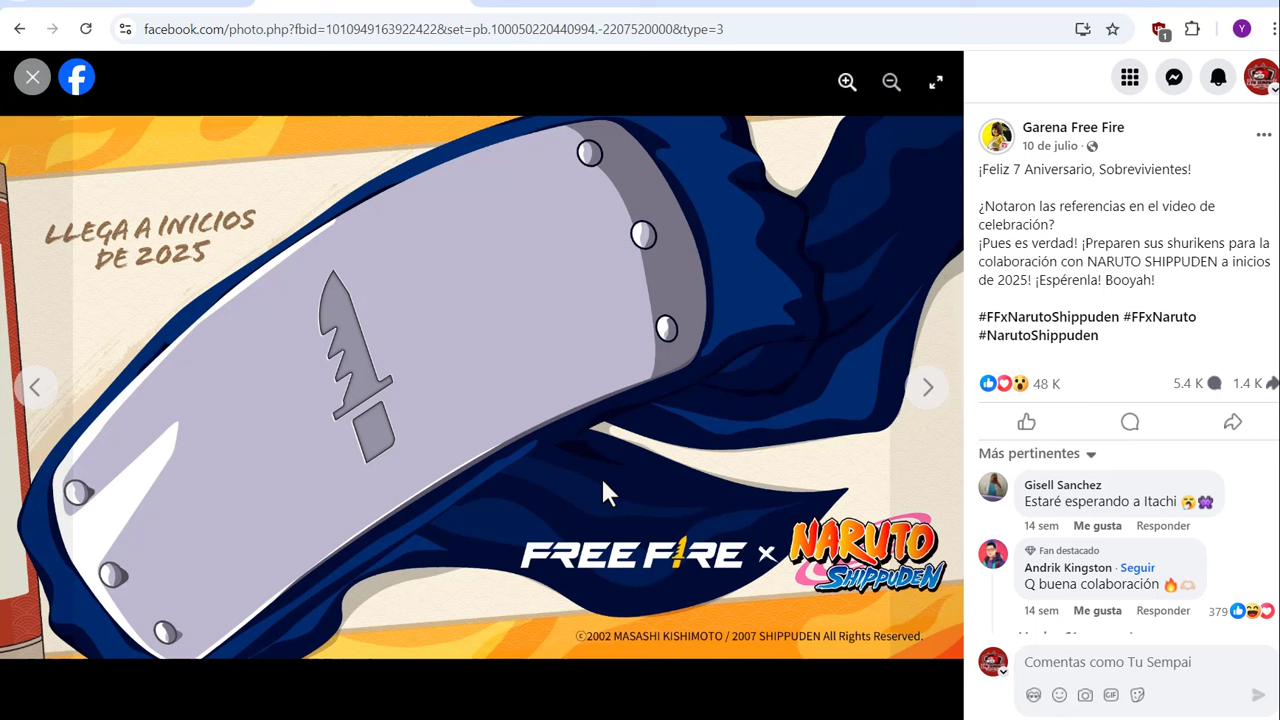 facebook.com/photo.php?fbid=1010949163922422&set=pb.100050220440994.-2207520000&type=3
1
Y
LLEGA A INICIOS
DE 2025
FREE FIRE × NARUTO
SHIPPUDEN
©2002 MASASHI KISHIMOTO / 2007 SHIPPUDEN All Rights Reserved.
Garena Free Fire
10 de julio ·
¡Feliz 7 Aniversario, Sobrevivientes!
¿Notaron las referencias en el video de
celebración?
¡Pues es verdad! ¡Preparen sus shurikens para la
colaboración con NARUTO SHIPPUDEN a inicios
de 2025! ¡Espérenla! Booyah!
#FFxNarutoShippuden #FFxNaruto
#NarutoShippuden
48 K 5.4 K 1.4 K
Más pertinentes
Gisell Sanchez
Estaré esperando a Itachi
14 sem Me gusta Responder
Fan destacado
Andrik Kingston · Seguir
Q buena colaboración
14 sem Me gusta Responder 379
Comentas como Tu Sempai
GIF